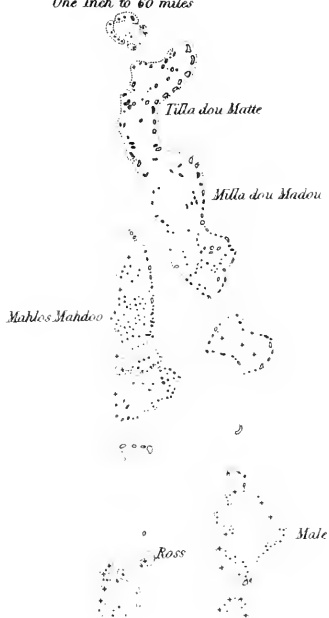 One Inch to 60 miles
Tilla dou Matte
Milla dou Madou
Mahlos Mahdoo
Male
Ross